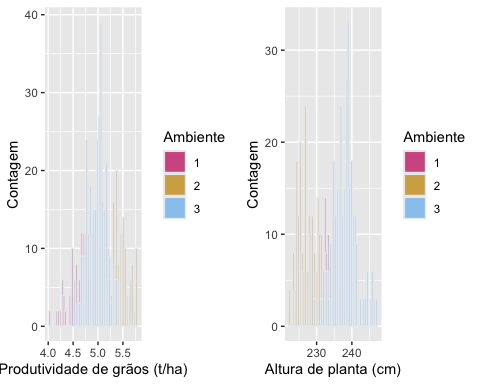 40
30
20
10
0
Contagem
4.0 4.5 5.0 5.5
Produtividade de grãos (t/ha)
Ambiente
1
2
3
30
20
10
0
Contagem
230 240
Altura de planta (cm)
Ambiente
1
2
3